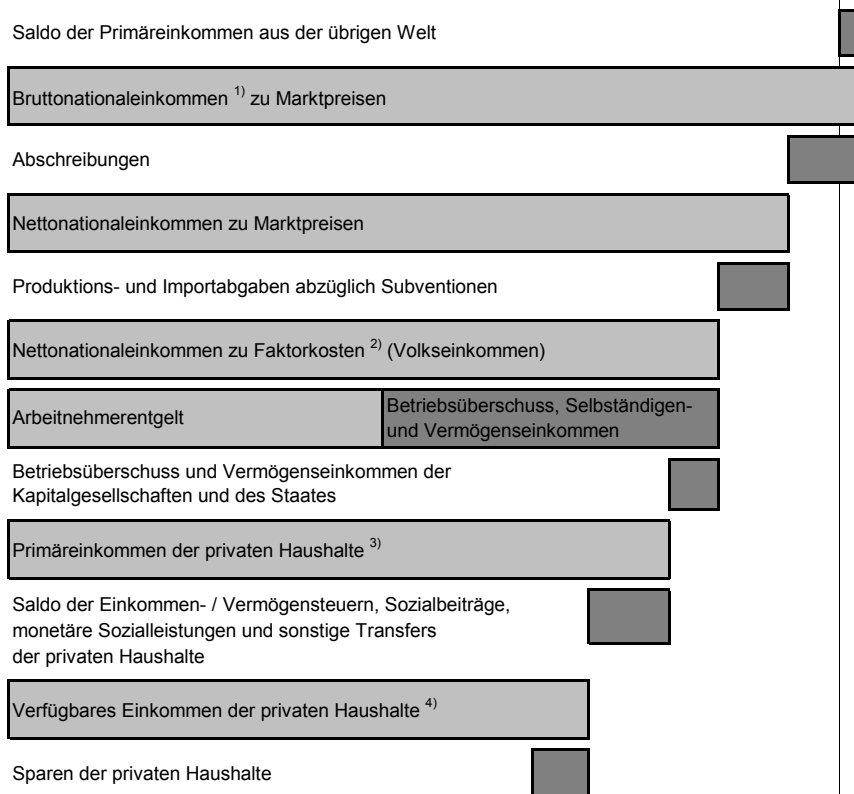 Saldo der Primäreinkommen aus der übrigen Welt
Bruttonationaleinkommen 1) zu Marktpreisen
Abschreibungen
Nettonationaleinkommen zu Marktpreisen
Produktions- und Importabgaben abzüglich Subventionen
Nettonationaleinkommen zu Faktorkosten 2) (Volkseinkommen)
Arbeitnehmerentgelt
Betriebsüberschuss, Selbständigen-
und Vermögenseinkommen
Betriebsüberschuss und Vermögenseinkommen der
Kapitalgesellschaften und des Staates
Primäreinkommen der privaten Haushalte 3)
Saldo der Einkommen- / Vermögensteuern, Sozialbeiträge,
monetäre Sozialleistungen und sonstige Transfers
der privaten Haushalte
Verfügbares Einkommen der privaten Haushalte 4)
Sparen der privaten Haushalte